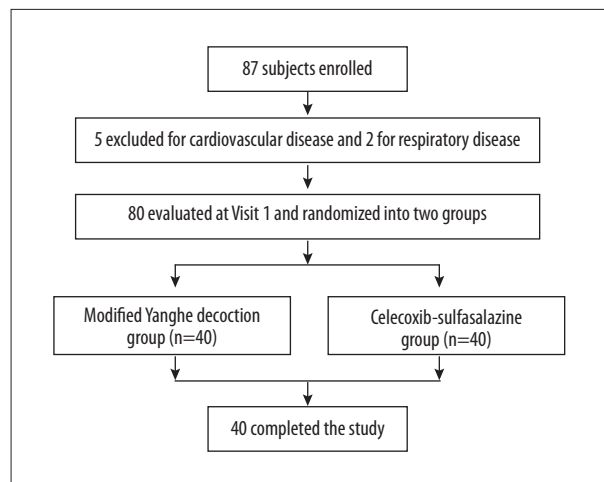 87 subjects enrolled
5 excluded for cardiovascular disease and 2 for respiratory disease
80 evaluated at Visit 1 and randomized into two groups
Modified Yanghe decoction
group (n=40)
Celecoxib-sulfasalazine
group (n=40)
40 completed the study